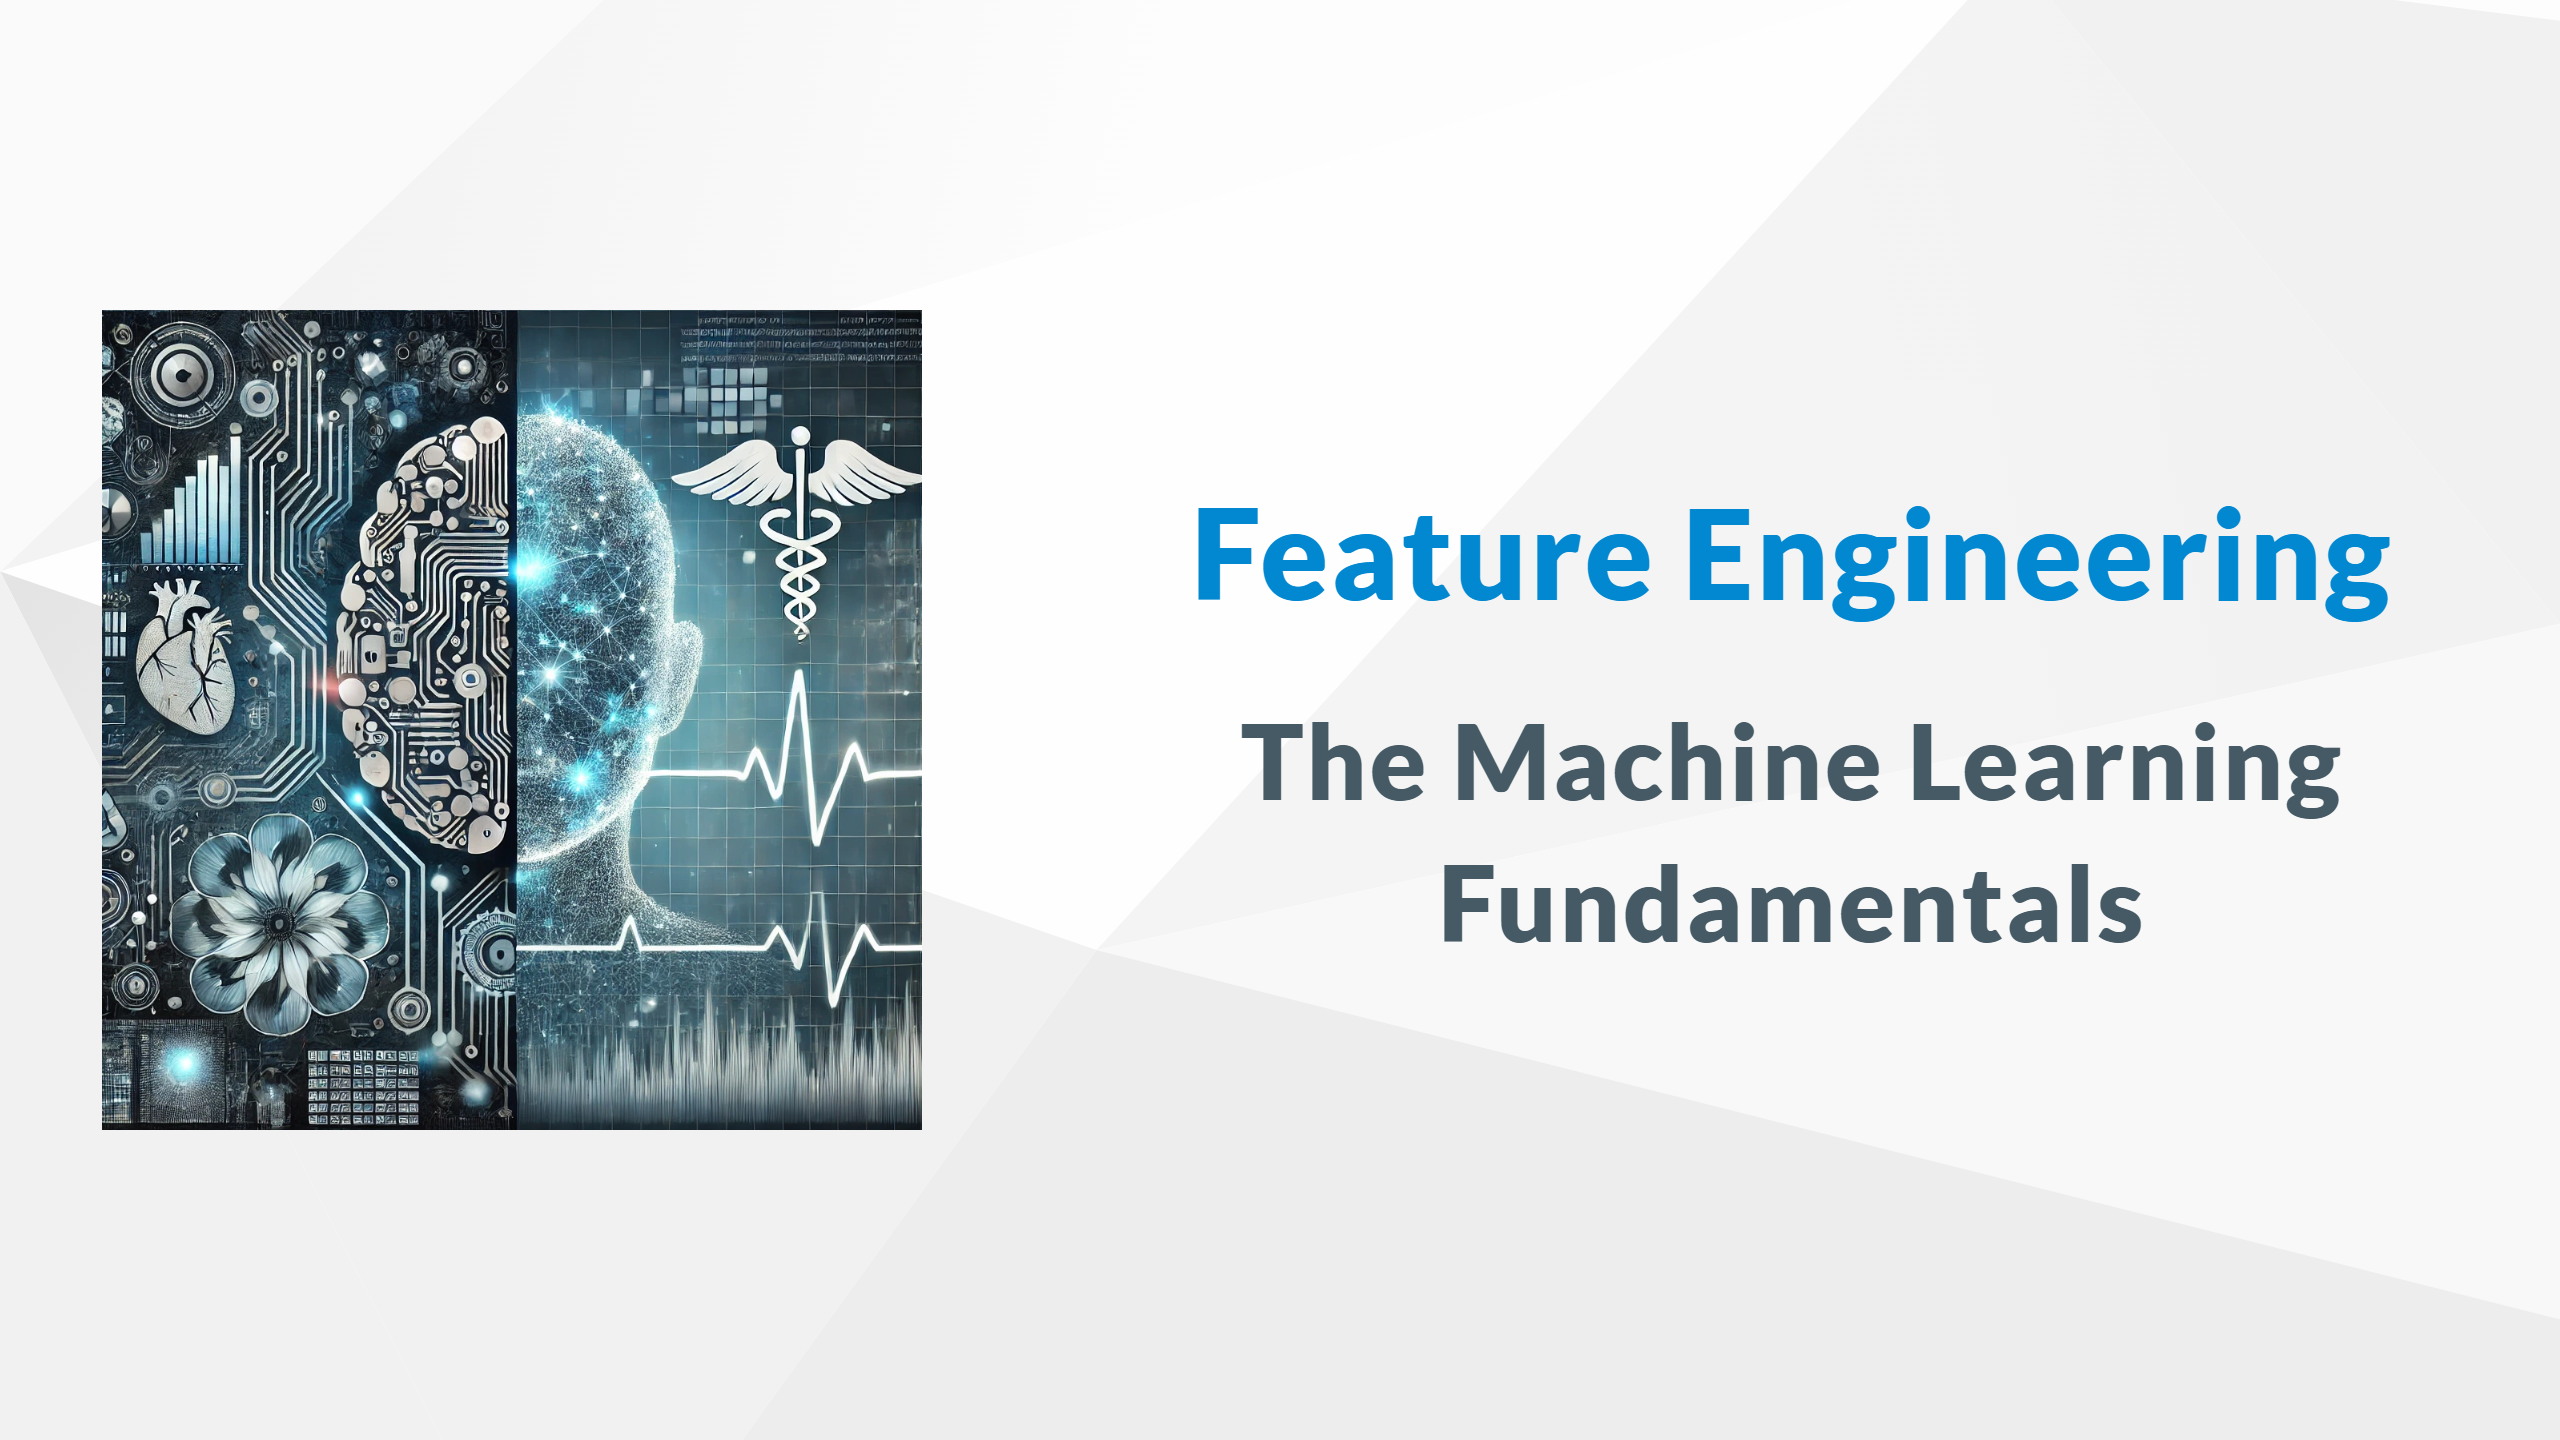 Feature Engineering
The Machine Learning
Fundamentals